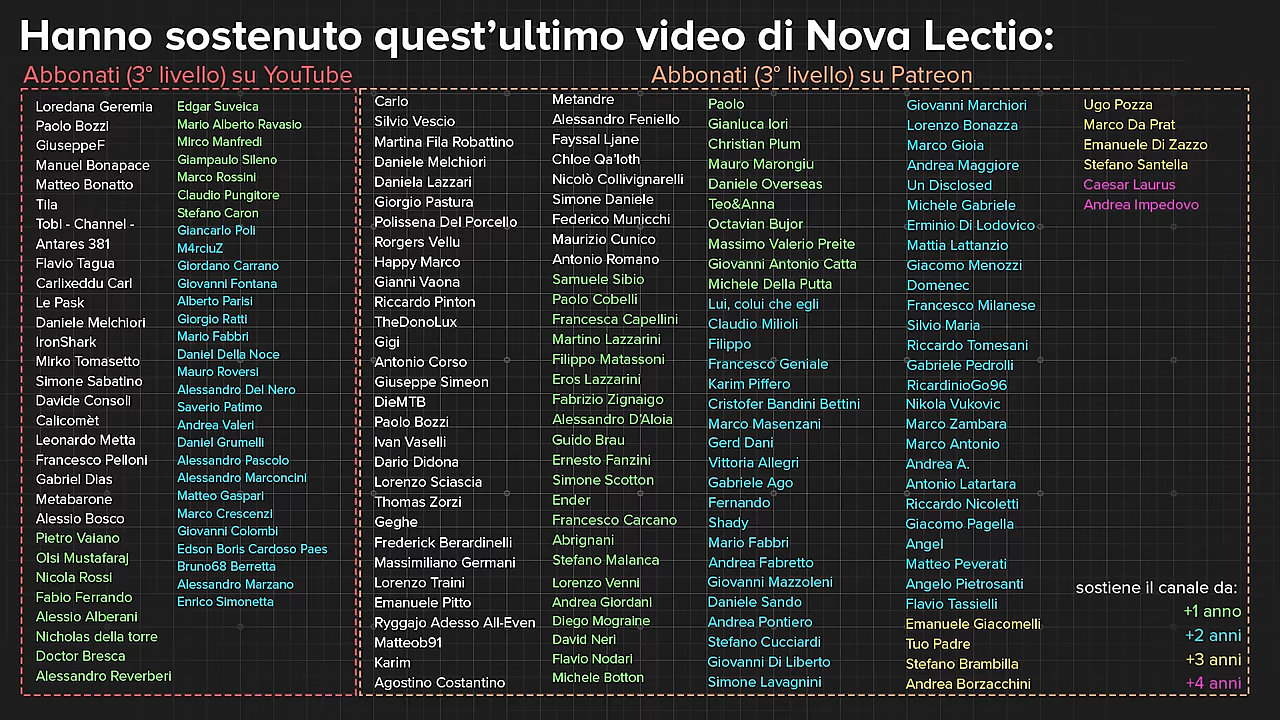 Hanno sostenuto quest'ultimo video di Nova Lectio:
Abbonati (3° livello) su YouTube
Loredana Geremia
Paolo Bozzi
GiuseppeF
Manuel Bonapace
Matteo Bonatto
Tila
Tobi - Channel -
Antares 381
Flavio Tagua
Carlixeddu Carl
Le Pask
Daniele Melchiori
IronShark
Mirko Tomasetto
Simone Sabatino
Davide Consoli
Calicomèt
Leonardo Metta
Francesco Pelloni
Gabriel Dias
Metabarone
Alessio Bosco
Pietro Vaiano
Olsi Mustafaraj
Nicola Rossi
Fabio Ferrando
Alessio Alberani
Nicholas della torre
Doctor Bresca
Alessandro Reverberi
Edgar Suveica
Mario Alberto Ravasio
Mirco Manfredi
Giampaulo Sileno
Marco Rossini
Claudio Pungitore
Stefano Caron
Giancarlo Poli
M4rciuZ
Giordano Carrano
Giovanni Fontana
Alberto Parisi
Giorgio Ratti
Mario Fabbri
Daniel Della Noce
Mauro Roversi
Alessandro Del Nero
Saverio Patimo
Andrea Valeri
Daniel Grumelli
Alessandro Pascolo
Alessandro Marconcini
Matteo Gaspari
Marco Crescenzi
Giovanni Colombi
Edson Boris Cardoso Paes
Bruno68 Berretta
Alessandro Marzano
Enrico Simonetta
Abbonati (3° livello) su Patreon
Carlo
Silvio Vescio
Martina Fila Robattino
Daniele Melchiori
Daniela Lazzari
Giorgio Pastura
Polissena Del Porcello
Rorgers Vellu
Happy Marco
Gianni Vaona
Riccardo Pinton
TheDonoLux
Gigi
Antonio Corso
Giuseppe Simeon
DieMTB
Paolo Bozzi
Ivan Vaselli
Dario Didona
Lorenzo Sciascia
Thomas Zorzi
Geghe
Frederick Berardinelli
Massimiliano Germani
Lorenzo Traini
Emanuele Pitto
Ryggajo Adesso All-Even
Matteob91
Karim
Agostino Costantino
Metandre
Alessandro Feniello
Fayssal Ljane
Chloe Qa'loth
Nicolò Collivignarelli
Simone Daniele
Federico Municchi
Maurizio Cunico
Antonio Romano
Samuele Sibio
Paolo Cobelli
Francesca Capellini
Martino Lazzarini
Filippo Matassoni
Eros Lazzarini
Fabrizio Zignaigo
Alessandro D'Aloia
Guido Brau
Ernesto Fanzini
Simone Scotton
Ender
Francesco Carcano
Abrignani
Stefano Malanca
Lorenzo Venni
Andrea Giordani
Diego Mograine
David Neri
Flavio Nodari
Michele Botton
Paolo
Gianluca Iori
Christian Plum
Mauro Marongiu
Daniele Overseas
Teo&Anna
Octavian Bujor
Massimo Valerio Preite
Giovanni Antonio Catta
Michele Della Putta
Lui, colui che egli
Claudio Milioli
Filippo
Francesco Geniale
Karim Piffero
Cristofer Bandini Bettini
Marco Masenzani
Gerd Dani
Vittoria Allegri
Gabriele Ago
Fernando
Shady
Mario Fabbri
Andrea Fabretto
Giovanni Mazzoleni
Daniele Sando
Andrea Pontiero
Stefano Cucciardi
Giovanni Di Liberto
Simone Lavagnini
Giovanni Marchiori
Lorenzo Bonazza
Marco Gioia
Andrea Maggiore
Un Disclosed
Michele Gabriele
Erminio Di Lodovico
Mattia Lattanzio
Giacomo Menozzi
Domenec
Francesco Milanese
Silvio Maria
Riccardo Tomesani
Gabriele Pedrolli
RicardinioGo96
Nikola Vukovic
Marco Zambara
Marco Antonio
Andrea A.
Antonio Latartara
Riccardo Nicoletti
Giacomo Pagella
Angel
Matteo Peverati
Angelo Pietrosanti
Flavio Tassielli
Emanuele Giacomelli
Tuo Padre
Stefano Brambilla
Andrea Borzacchini
Ugo Pozza
Marco Da Prat
Emanuele Di Zazzo
Stefano Santella
Caesar Laurus
Andrea Impedovo
sostiene il canale da:
+1 anno
+2 anni
+3 anni
+4 anni